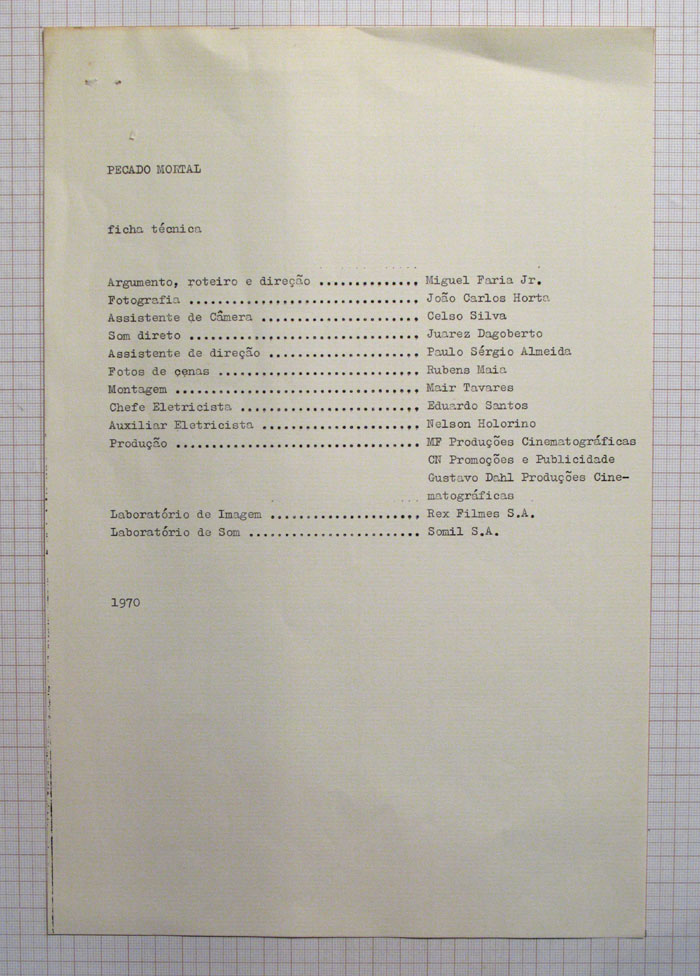 PECADO MORTAL
ficha técnica
Argumento, roteiro e direção .............. Miguel Faria Jr.
Fotografia ................................ João Carlos Horta
Assistente de Câmera ...................... Celso Silva
Som direto ................................ Juarez Dagoberto
Assistente de direção ..................... Paulo Sérgio Almeida
Fotos de cenas ............................ Rubens Maia
Montagem .................................. Mair Tavares
Chefe Eletricista ......................... Eduardo Santos
Auxiliar Eletricista ...................... Nelson Holorino
Produção .................................. MF Produções Cinematográficas
CN Promoções e Publicidade
Gustavo Dahl Produções Cine-
matográficas
Laboratório de Imagem ..................... Rex Filmes S.A.
Laboratório de Som ........................ Somil S.A.
1970